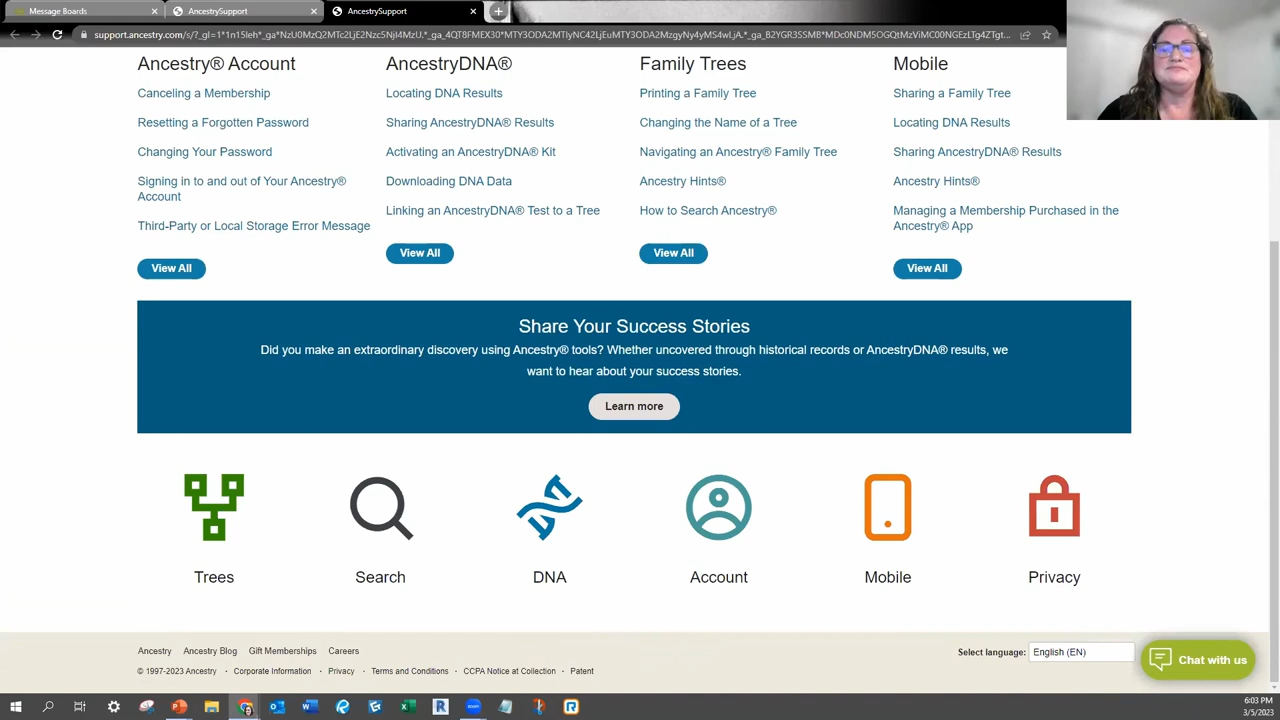 Message Boards
AncestrySupport
AncestrySupport
Ancestry® Account
Canceling a Membership
Resetting a Forgotten Password
Changing Your Password
Signing in to and out of Your Ancestry®
Account
Third-Party or Local Storage Error Message
View All
AncestryDNA®
Locating DNA Results
Sharing AncestryDNA® Results
Activating an AncestryDNA® Kit
Downloading DNA Data
Linking an AncestryDNA® Test to a Tree
View All
Family Trees
Printing a Family Tree
Changing the Name of a Tree
Navigating an Ancestry® Family Tree
Ancestry Hints®
How to Search Ancestry®
View All
Mobile
Sharing a Family Tree
Locating DNA Results
Sharing AncestryDNA® Results
Ancestry Hints®
Managing a Membership Purchased in the
Ancestry® App
View All
Share Your Success Stories
Did you make an extraordinary discovery using Ancestry® tools? Whether uncovered through historical records or AncestryDNA® results, we
want to hear about your success stories.
Learn more
Trees
Search
DNA
Account
Mobile
Privacy
Ancestry Ancestry Blog Gift Memberships Careers
© 1997-2023 Ancestry · Corporate Information · Privacy · Terms and Conditions · CCPA Notice at Collection · Patent
Select language: English (EN)
Chat with us
6:03 PM
3/5/2023